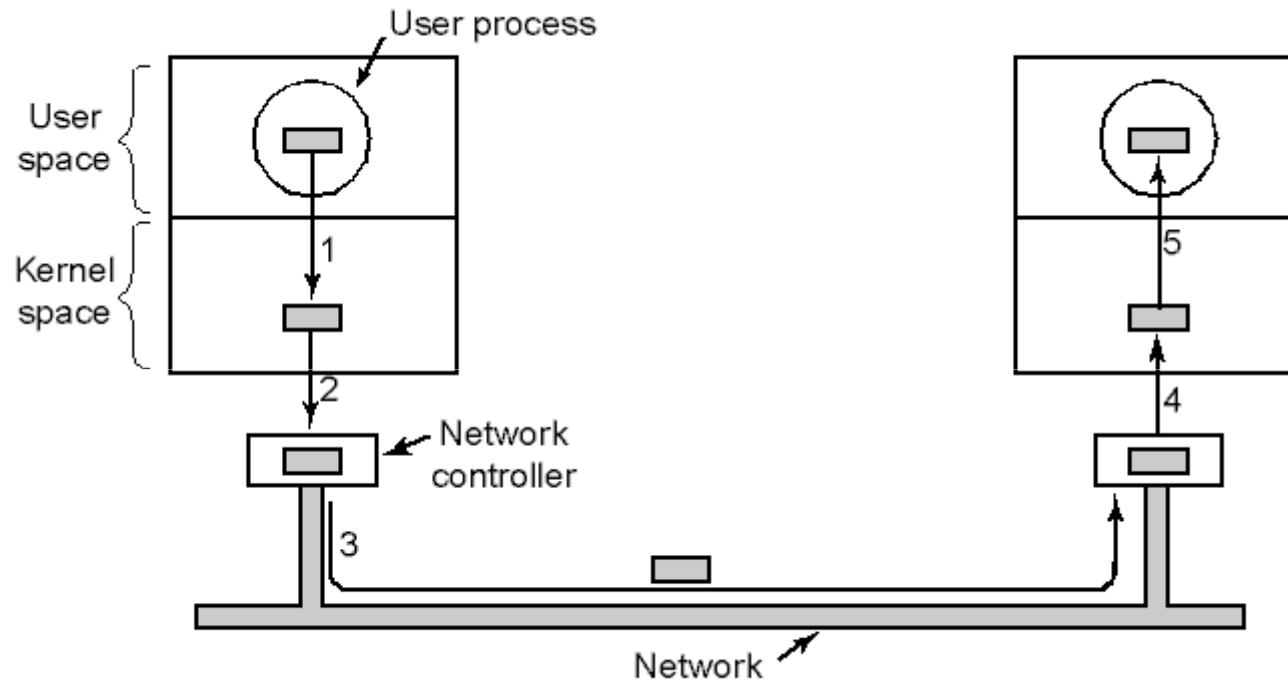 User process
User
space
1
5
Kernel
space
2
4
Network
controller
3
Network